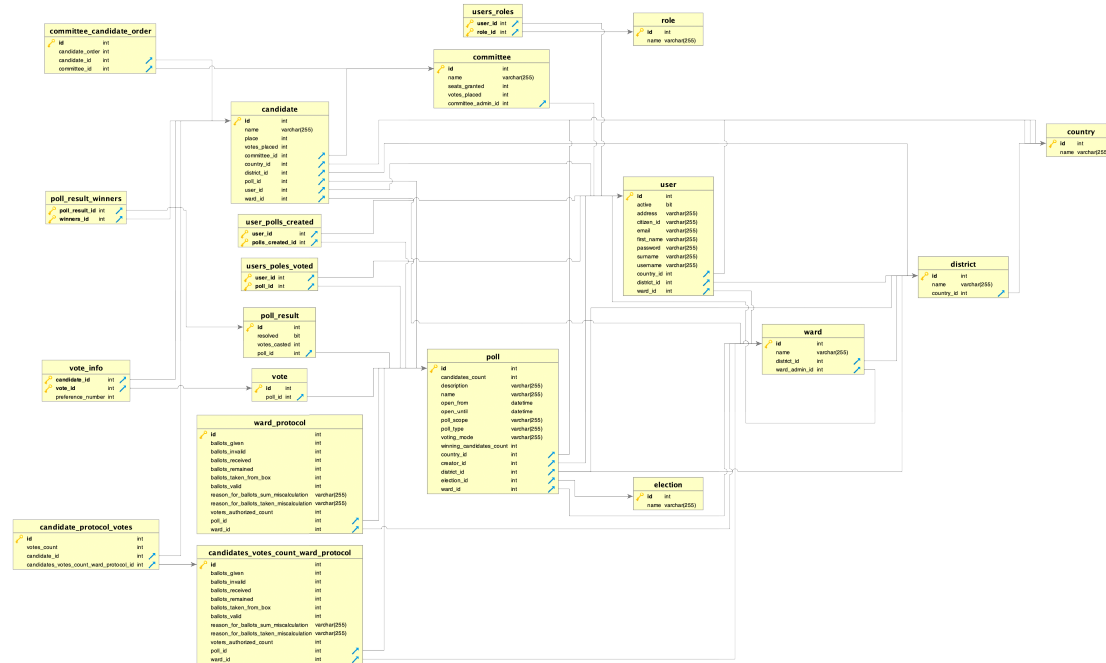 users_roles
user_id int
role_id int
role
id int
name varchar(255)
committee_candidate_order
id int
candidate_order int
candidate_id int
committee_id int
committee
id int
name varchar(255)
seats_granted int
votes_placed int
committee_admin_id int
candidate
id int
name varchar(255)
place int
votes_placed int
committee_id int
country_id int
district_id int
poll_id int
user_id int
ward_id int
country
id int
name varchar(255
poll_result_winners
poll_result_id int
winners_id int
user
id int
active bit
address varchar(255)
citizen_id varchar(255)
email varchar(255)
first_name varchar(255)
password varchar(255)
surname varchar(255)
username varchar(255)
country_id int
district_id int
ward_id int
user_polls_created
user_id int
polls_created_id int
users_poles_voted
user_id int
poll_id int
district
id int
name varchar(255)
country_id int
poll_result
id int
resolved bit
votes_casted int
poll_id int
ward
id int
name varchar(255)
district_id int
ward_admin_id int
vote_info
candidate_id int
vote_id int
preference_number int
vote
id int
poll_id int
poll
id int
candidates_count int
description varchar(255)
name varchar(255)
open_from datetime
open_until datetime
poll_scope varchar(255)
poll_type varchar(255)
voting_mode varchar(255)
winning_candidates_count int
country_id int
creator_id int
district_id int
election_id int
ward_id int
ward_protocol
id int
ballots_given int
ballots_invalid int
ballots_received int
ballots_remained int
ballots_taken_from_box int
ballots_valid int
reason_for_ballots_sum_miscalculation varchar(255)
reason_for_ballots_taken_miscalculation varchar(255)
voters_authorized_count int
poll_id int
ward_id int
election
id int
name varchar(255)
candidate_protocol_votes
id int
votes_count int
candidate_id int
candidates_votes_count_ward_protocol_id int
candidates_votes_count_ward_protocol
id int
ballots_given int
ballots_invalid int
ballots_received int
ballots_remained int
ballots_taken_from_box int
ballots_valid int
reason_for_ballots_sum_miscalculation varchar(255)
reason_for_ballots_taken_miscalculation varchar(255)
voters_authorized_count int
poll_id int
ward_id int